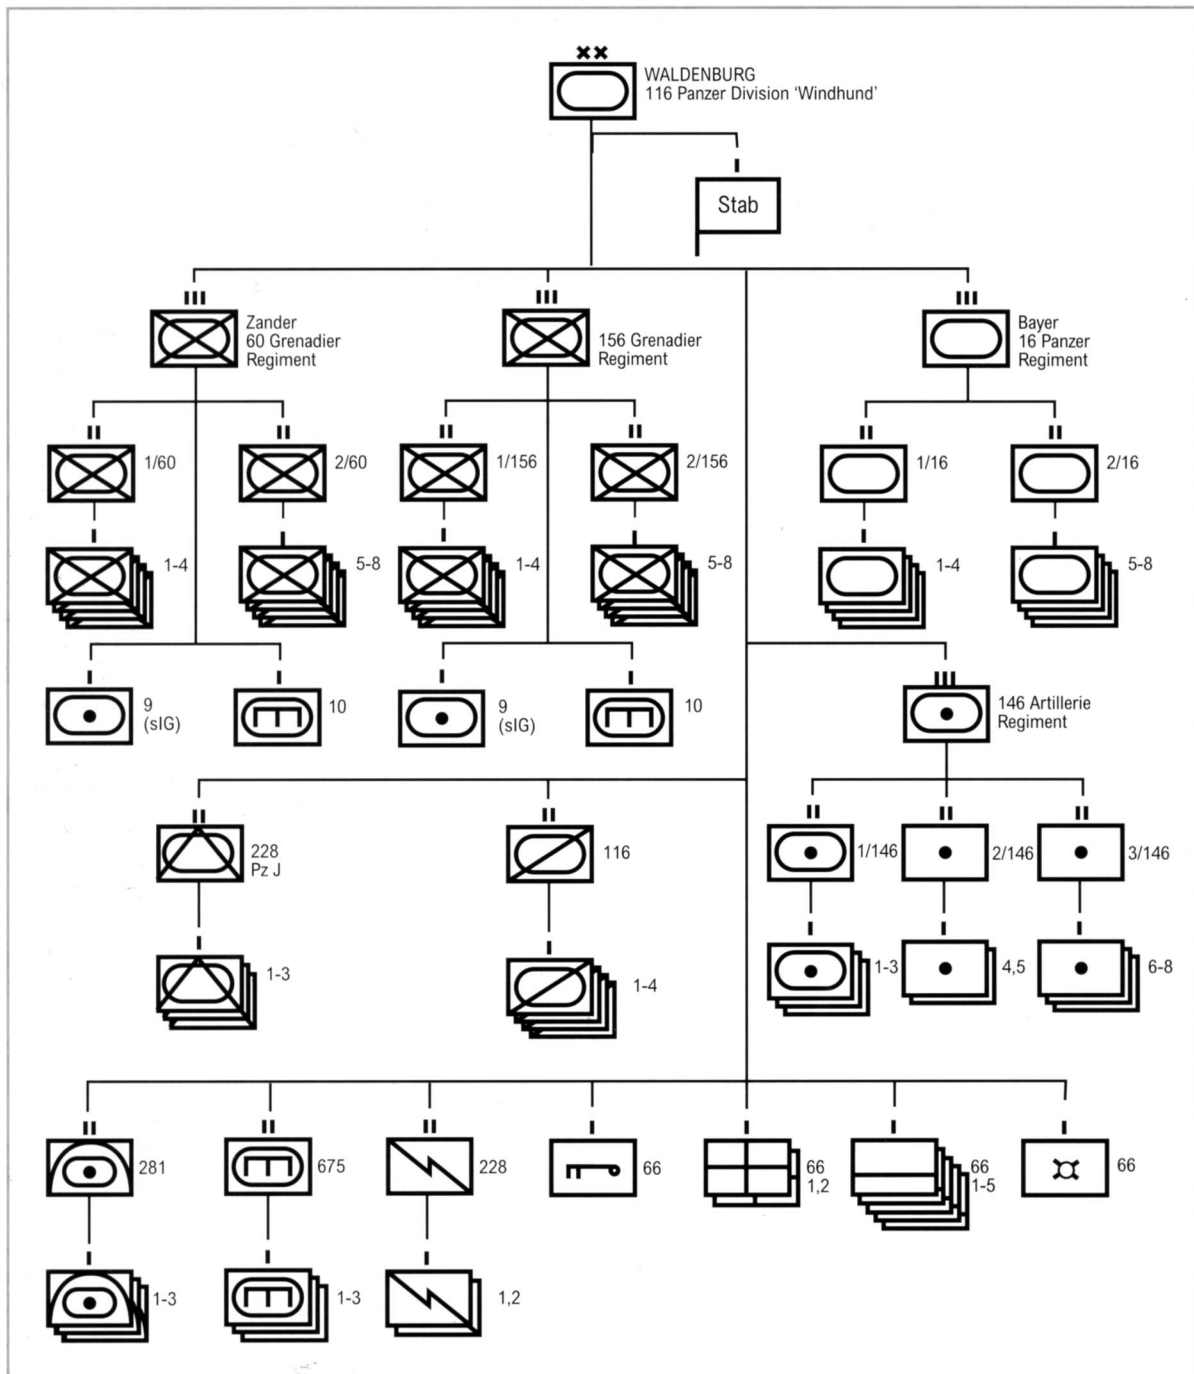 WALDENBURG
116 Panzer Division ‘Windhund’
Stab
Zander
60 Grenadier
Regiment
156 Grenadier
Regiment
Bayer
16 Panzer
Regiment
1/60
2/60
1/156
2/156
1/16
2/16
1-4
5-8
1-4
5-8
1-4
5-8
9
(sIG)
10
9
(sIG)
10
146 Artillerie
Regiment
228
Pz J
116
1/146
2/146
3/146
1-3
1-4
1-3
4,5
6-8
281
675
228
66
66
1,2
66
1-5
66
1-3
1-3
1,2